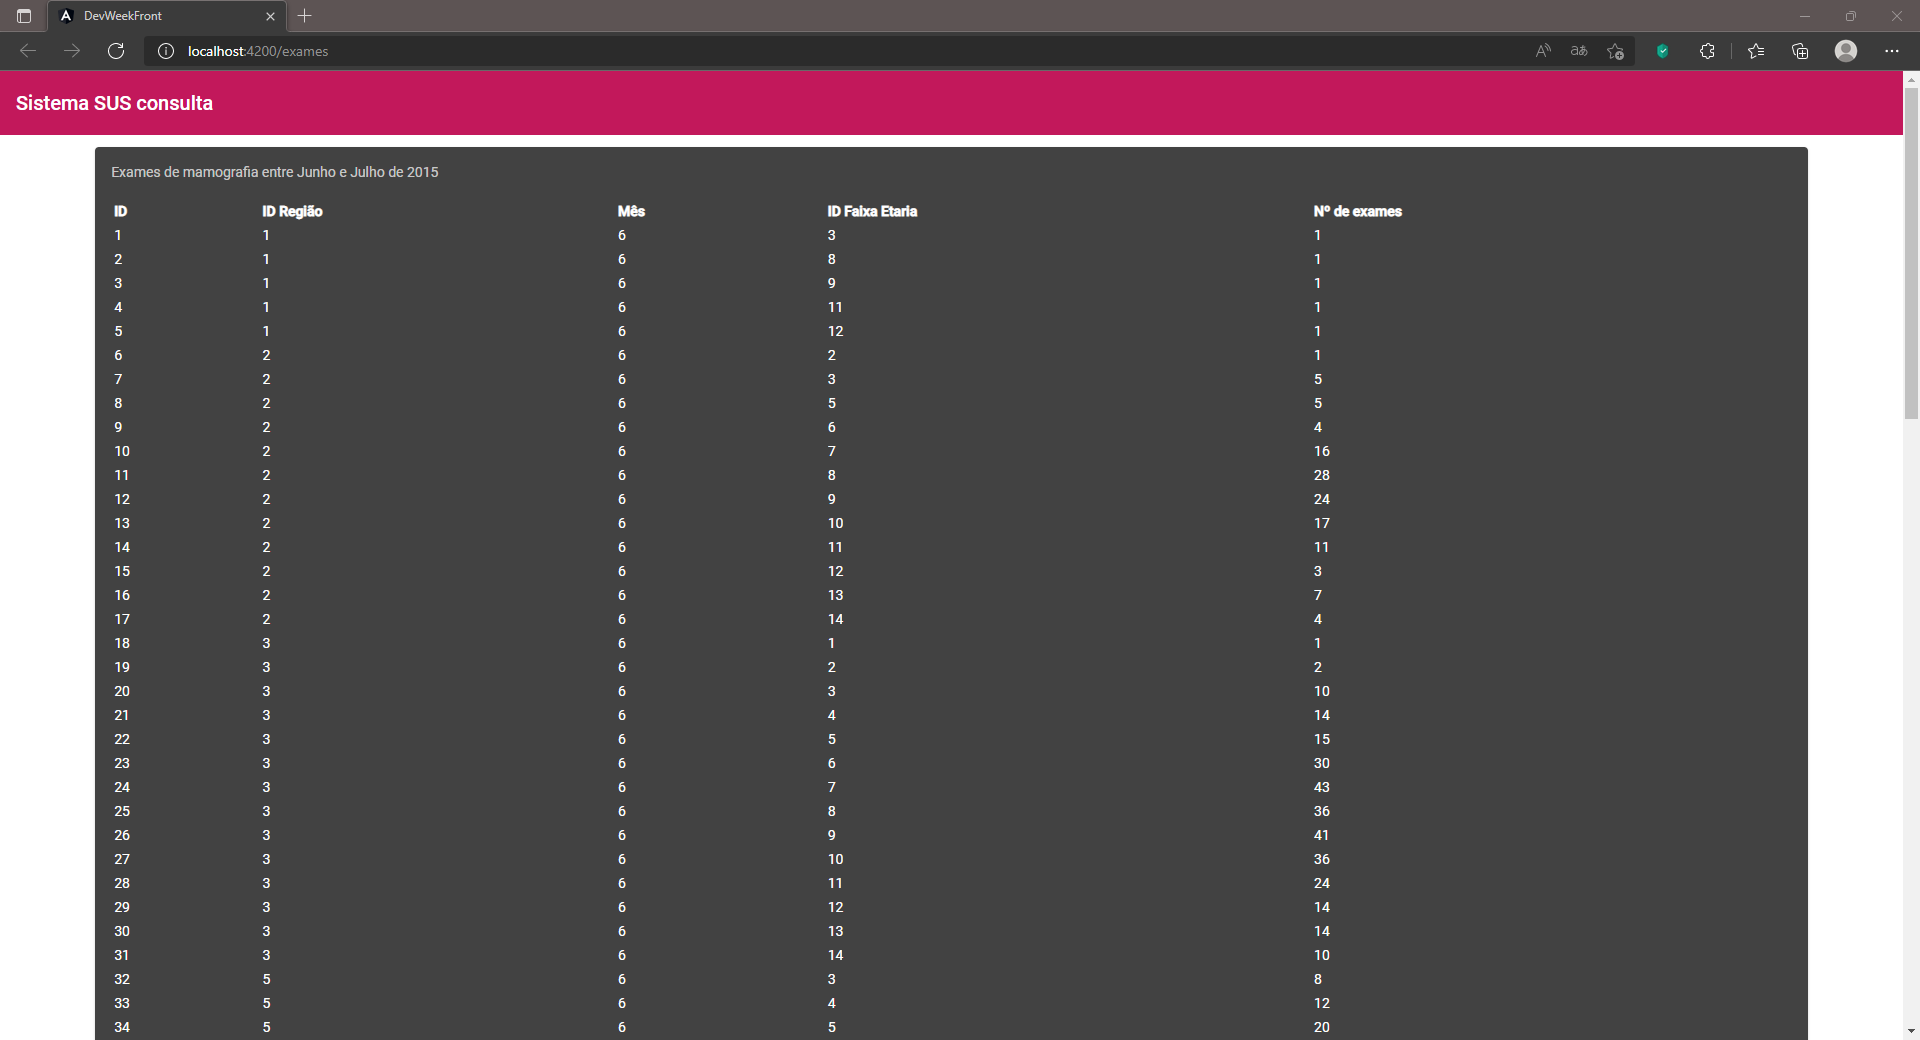 DevWeekFront
localhost:4200/exames
Sistema SUS consulta
Exames de mamografia entre Junho e Julho de 2015
ID ID Região Mês ID Faixa Etaria Nº de exames
1 1 6 3 1
2 1 6 8 1
3 1 6 9 1
4 1 6 11 1
5 1 6 12 1
6 2 6 2 1
7 2 6 3 5
8 2 6 5 5
9 2 6 6 4
10 2 6 7 16
11 2 6 8 28
12 2 6 9 24
13 2 6 10 17
14 2 6 11 11
15 2 6 12 3
16 2 6 13 7
17 2 6 14 4
18 3 6 1 1
19 3 6 2 2
20 3 6 3 10
21 3 6 4 14
22 3 6 5 15
23 3 6 6 30
24 3 6 7 43
25 3 6 8 36
26 3 6 9 41
27 3 6 10 36
28 3 6 11 24
29 3 6 12 14
30 3 6 13 14
31 3 6 14 10
32 5 6 3 8
33 5 6 4 12
34 5 6 5 20